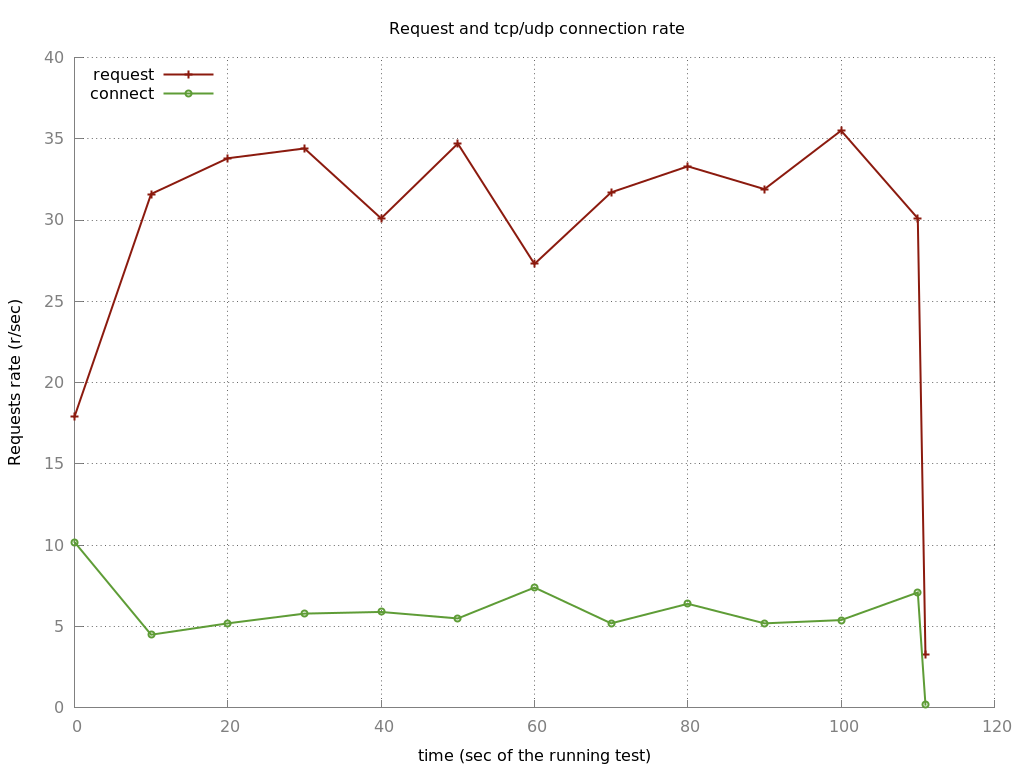 Request and tcp/udp connection rate
40
request
connect
35
30
25
20
15
10
5
0
Requests rate (r/sec)
0 20 40 60 80 100 120
time (sec of the running test)